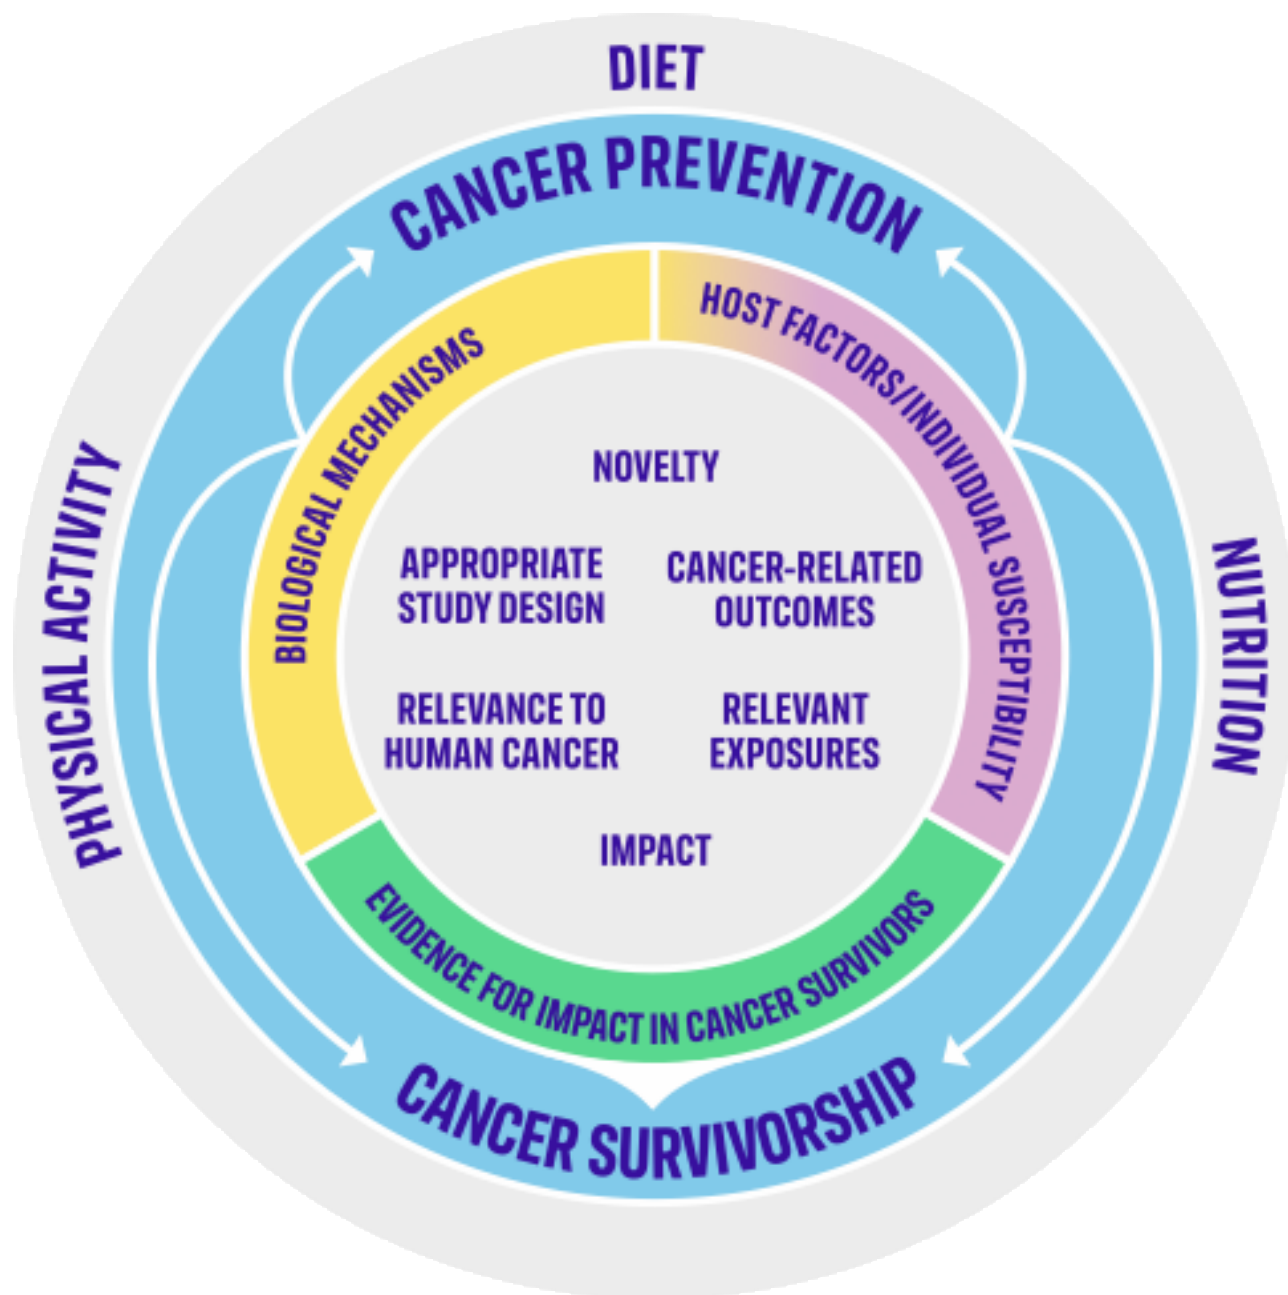 DIET
CANCER PREVENTION
HOST FACTORS/INDIVIDUAL SUSCEPTIBILITY
BIOLOGICAL MECHANISMS
PHYSICAL ACTIVITY
NUTRITION
NOVELTY
APPROPRIATE
STUDY DESIGN
CANCER-RELATED
OUTCOMES
RELEVANCE TO
HUMAN CANCER
RELEVANT
EXPOSURES
IMPACT
EVIDENCE FOR IMPACT IN CANCER SURVIVORS
CANCER SURVIVORSHIP